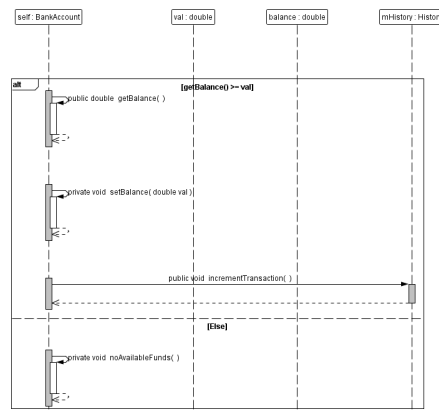 self : BankAccount
val : double
balance : double
mHistory : Histor
alt
[getBalance() >= val]
public double getBalance( )
private void setBalance( double val )
public void incrementTransaction( )
[Else]
private void noAvailableFunds( )